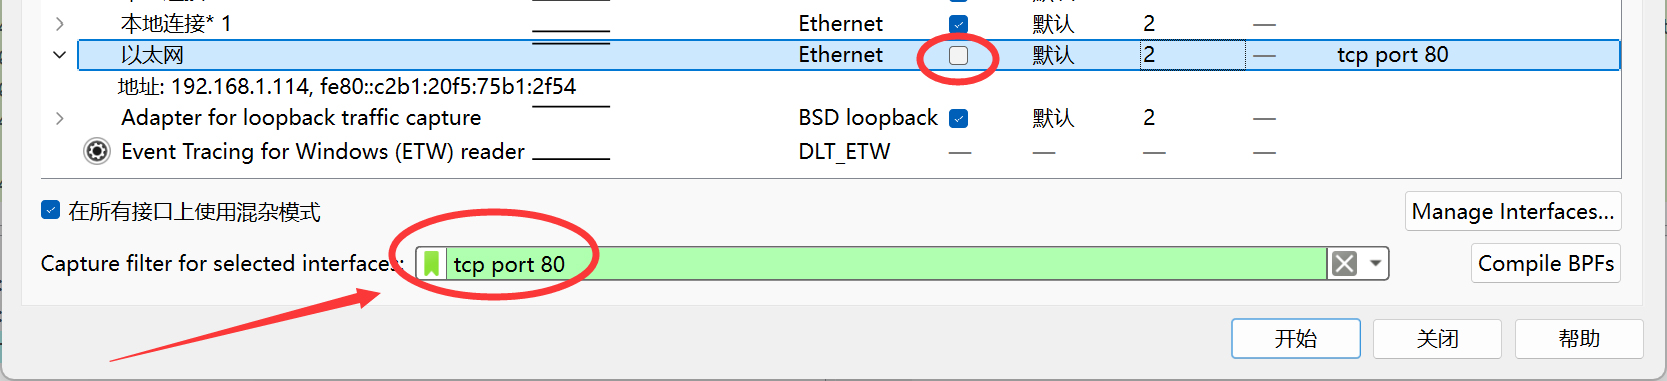 本地连接* 1 Ethernet 默认 2 —
以太网 Ethernet 默认 2 — tcp port 80
地址: 192.168.1.114, fe80::c2b1:20f5:75b1:2f54
Adapter for loopback traffic capture BSD loopback 默认 2 —
Event Tracing for Windows (ETW) reader DLT_ETW — — — —
在所有接口上使用混杂模式 Manage Interfaces...
Capture filter for selected interfaces: tcp port 80 Compile BPFs
开始 关闭 帮助